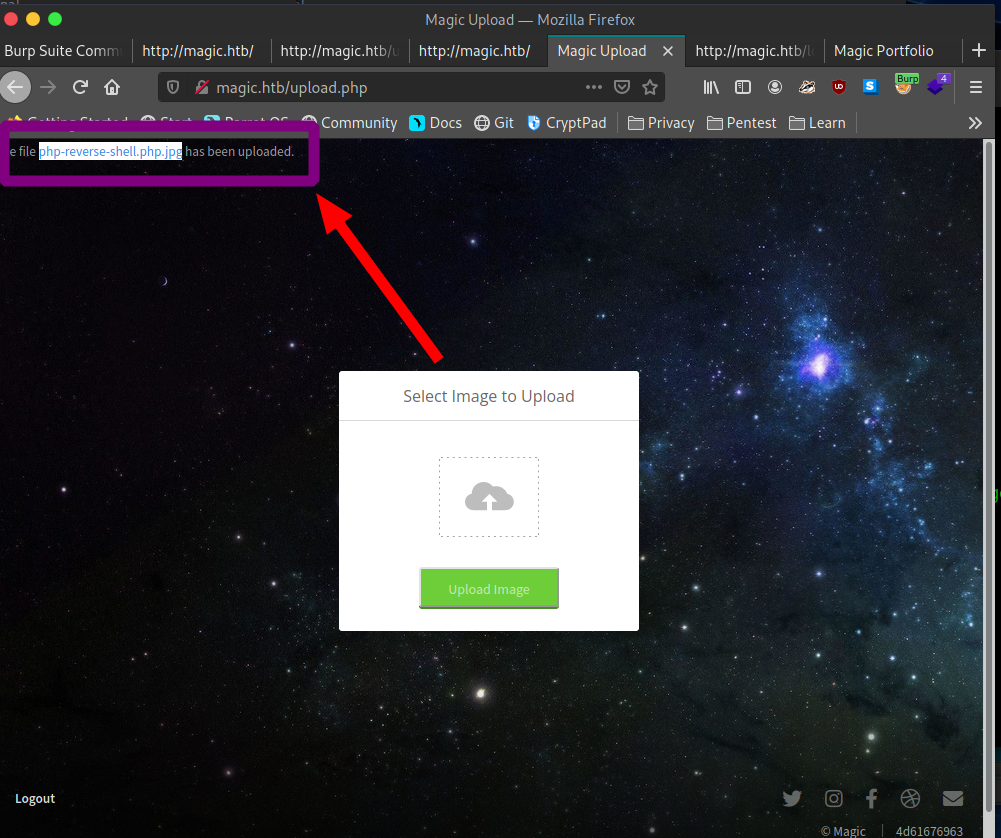 Magic Upload — Mozilla Firefox
Burp Suite Comm
http://magic.htb/
http://magic.htb/u
http://magic.htb/
Magic Upload
http://magic.htb/l
Magic Portfolio
magic.htb/upload.php
Burp
4
Getting Started
Start
Parrot OS
Community
Docs
Git
CryptPad
Privacy
Pentest
Learn
e file php-reverse-shell.php.jpg has been uploaded.
Select Image to Upload
Upload Image
Logout
© Magic
4d61676963